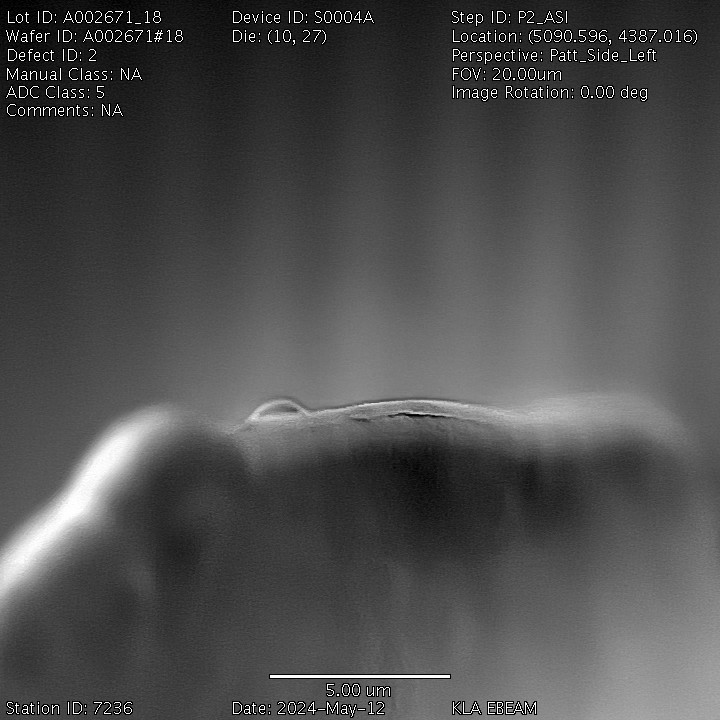 Lot ID: A002671_18
Wafer ID: A002671#18
Defect ID: 2
Manual Class: NA
ADC Class: 5
Comments: NA
Device ID: S0004A
Die: (10, 27)
Step ID: P2_ASI
Location: (5090.596, 4387.016)
Perspective: Patt_Side_Left
FOV: 20.00um
Image Rotation: 0.00 deg
5.00 um
Station ID: 7236
Date: 2024-May-12
KLA EBEAM